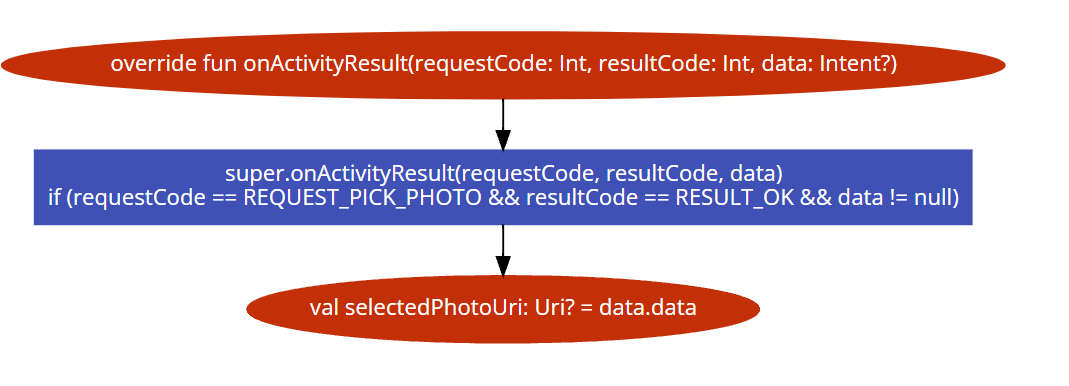 override fun onActivityResult(requestCode: Int, resultCode: Int, data: Intent?)
super.onActivityResult(requestCode, resultCode, data)
if (requestCode == REQUEST_PICK_PHOTO && resultCode == RESULT_OK && data != null)
val selectedPhotoUri: Uri? = data.data